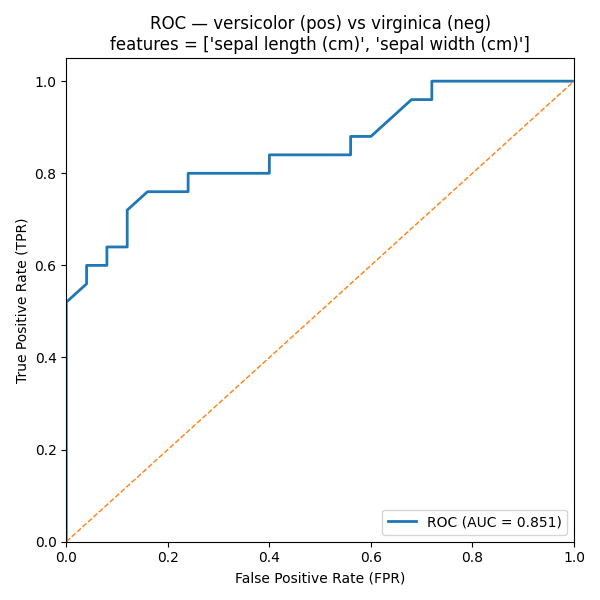 ROC — versicolor (pos) vs virginica (neg)
features = ['sepal length (cm)', 'sepal width (cm)']
1.0
0.8
0.6
0.4
0.2
0.0
True Positive Rate (TPR)
ROC (AUC = 0.851)
0.0 0.2 0.4 0.6 0.8 1.0
False Positive Rate (FPR)